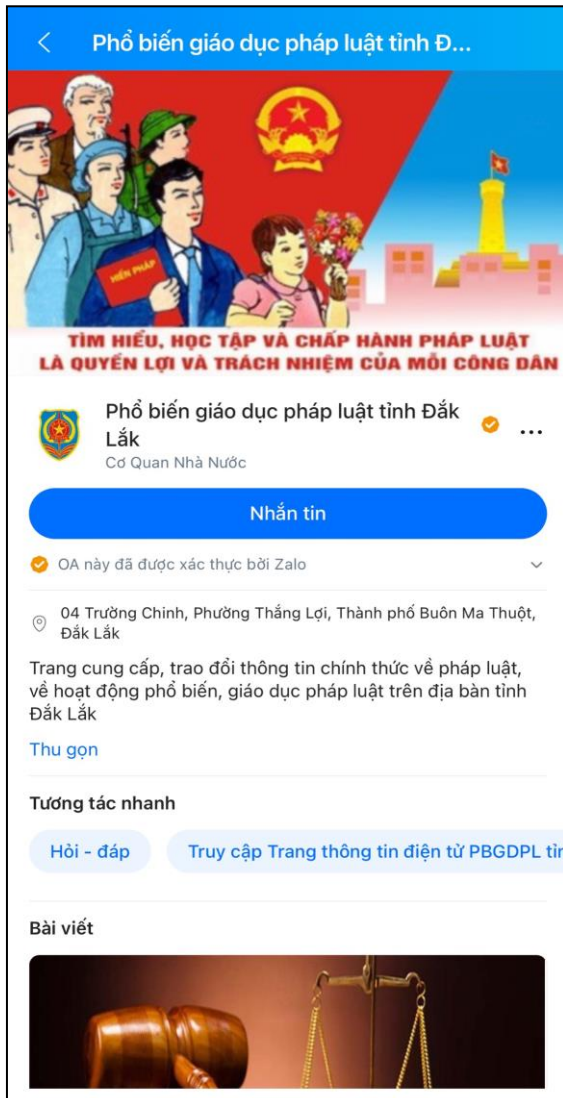 Phổ biến giáo dục pháp luật tỉnh Đ...
HIẾN PHÁP
TÌM HIỂU, HỌC TẬP VÀ CHẤP HÀNH PHÁP LUẬT
LÀ QUYỀN LỢI VÀ TRÁCH NHIỆM CỦA MỖI CÔNG DÂN
Phổ biến giáo dục pháp luật tỉnh Đắk
Lắk
Cơ Quan Nhà Nước
Nhắn tin
OA này đã được xác thực bởi Zalo
04 Trường Chinh, Phường Thắng Lợi, Thành phố Buôn Ma Thuột,
Đắk Lắk
Trang cung cấp, trao đổi thông tin chính thức về pháp luật,
về hoạt động phổ biến, giáo dục pháp luật trên địa bàn tỉnh
Đắk Lắk
Thu gọn
Tương tác nhanh
Hỏi - đáp
Truy cập Trang thông tin điện tử PBGDPL tỉn
Bài viết